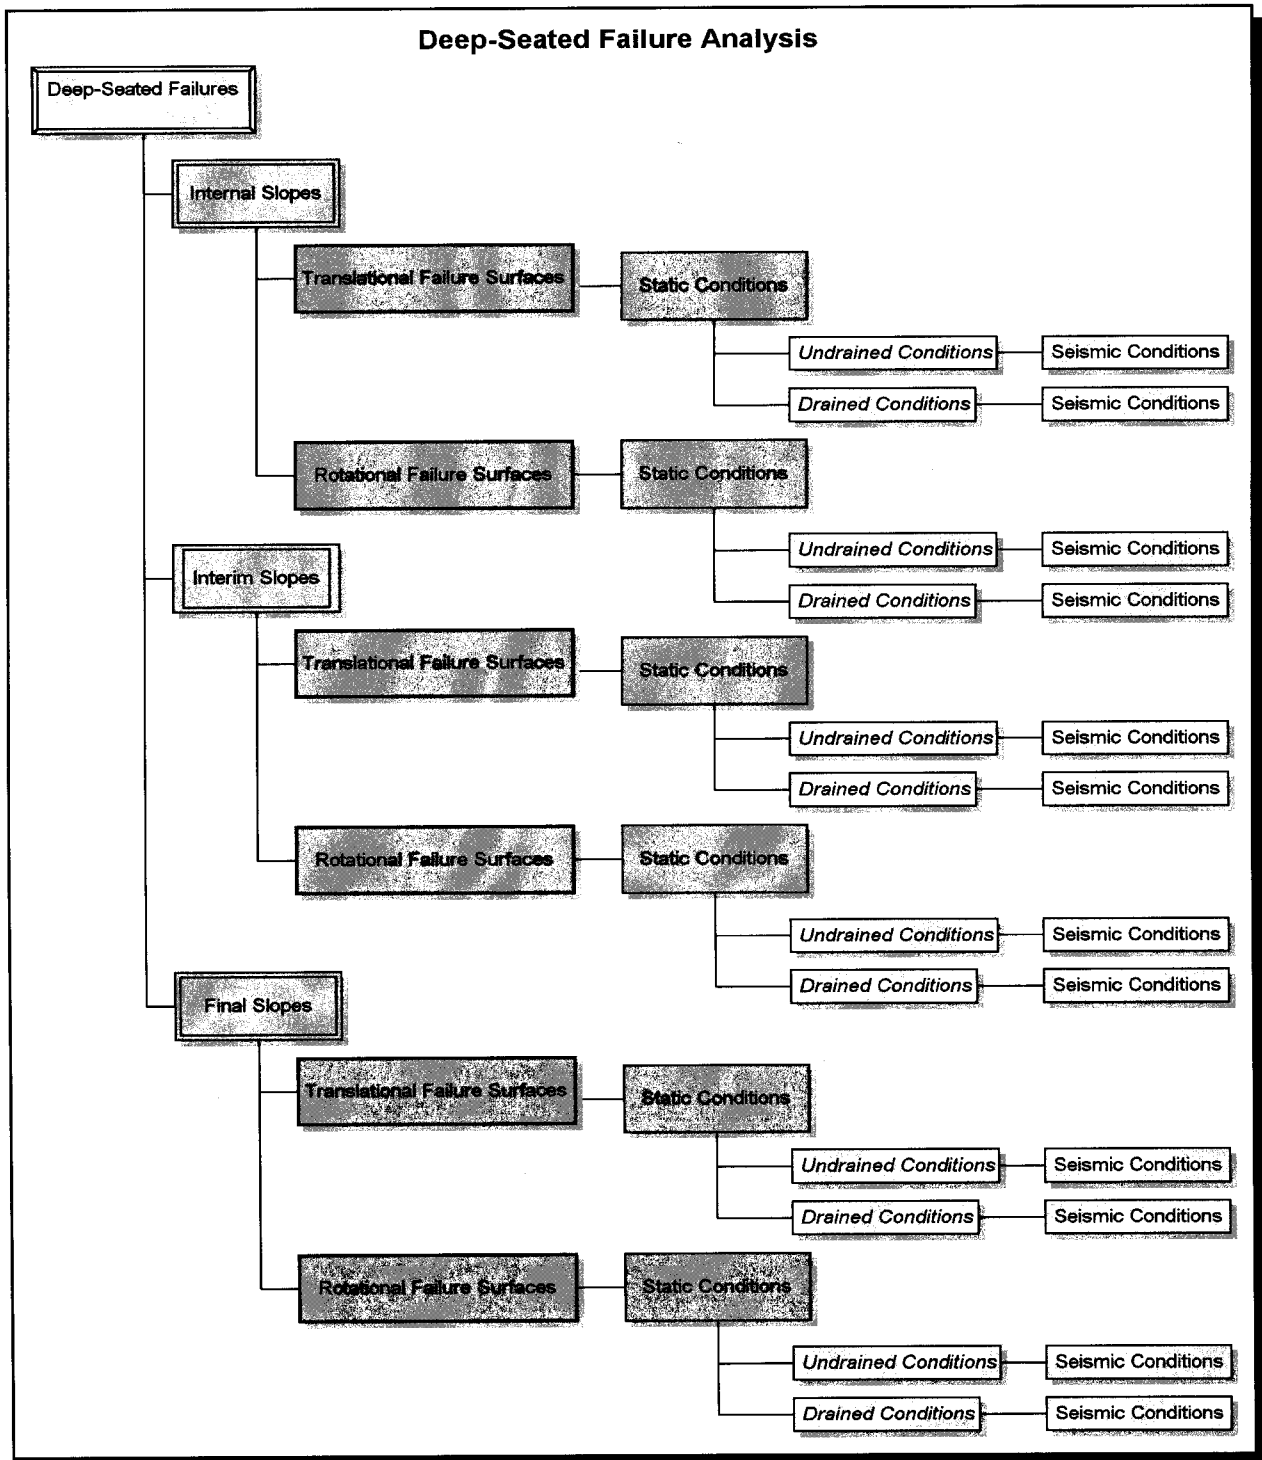 Deep-Seated Failure Analysis
Deep-Seated Failures
Internal Slopes
Translational Failure Surfaces
Static Conditions
Undrained Conditions
Seismic Conditions
Drained Conditions
Seismic Conditions
Rotational Failure Surfaces
Static Conditions
Undrained Conditions
Seismic Conditions
Drained Conditions
Seismic Conditions
Interim Slopes
Translational Failure Surfaces
Static Conditions
Undrained Conditions
Seismic Conditions
Drained Conditions
Seismic Conditions
Rotational Failure Surfaces
Static Conditions
Undrained Conditions
Seismic Conditions
Drained Conditions
Seismic Conditions
Final Slopes
Translational Failure Surfaces
Static Conditions
Undrained Conditions
Seismic Conditions
Drained Conditions
Seismic Conditions
Rotational Failure Surfaces
Static Conditions
Undrained Conditions
Seismic Conditions
Drained Conditions
Seismic Conditions